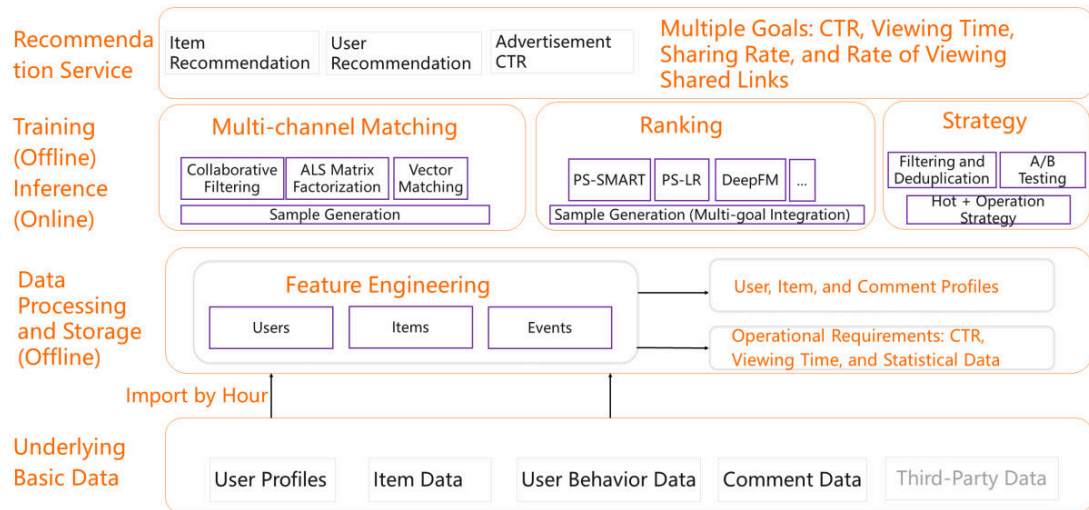 Recommenda
tion Service
Item
Recommendation
User
Recommendation
Advertisement
CTR
Multiple Goals: CTR, Viewing Time,
Sharing Rate, and Rate of Viewing
Shared Links
Training
(Offline)
Inference
(Online)
Multi-channel Matching
Collaborative
Filtering
ALS Matrix
Factorization
Vector
Matching
Sample Generation
Ranking
PS-SMART
PS-LR
DeepFM
...
Sample Generation (Multi-goal Integration)
Strategy
Filtering and
Deduplication
A/B
Testing
Hot + Operation
Strategy
Data
Processing
and Storage
(Offline)
Feature Engineering
Users
Items
Events
User, Item, and Comment Profiles
Operational Requirements: CTR,
Viewing Time, and Statistical Data
Import by Hour
Underlying
Basic Data
User Profiles
Item Data
User Behavior Data
Comment Data
Third-Party Data